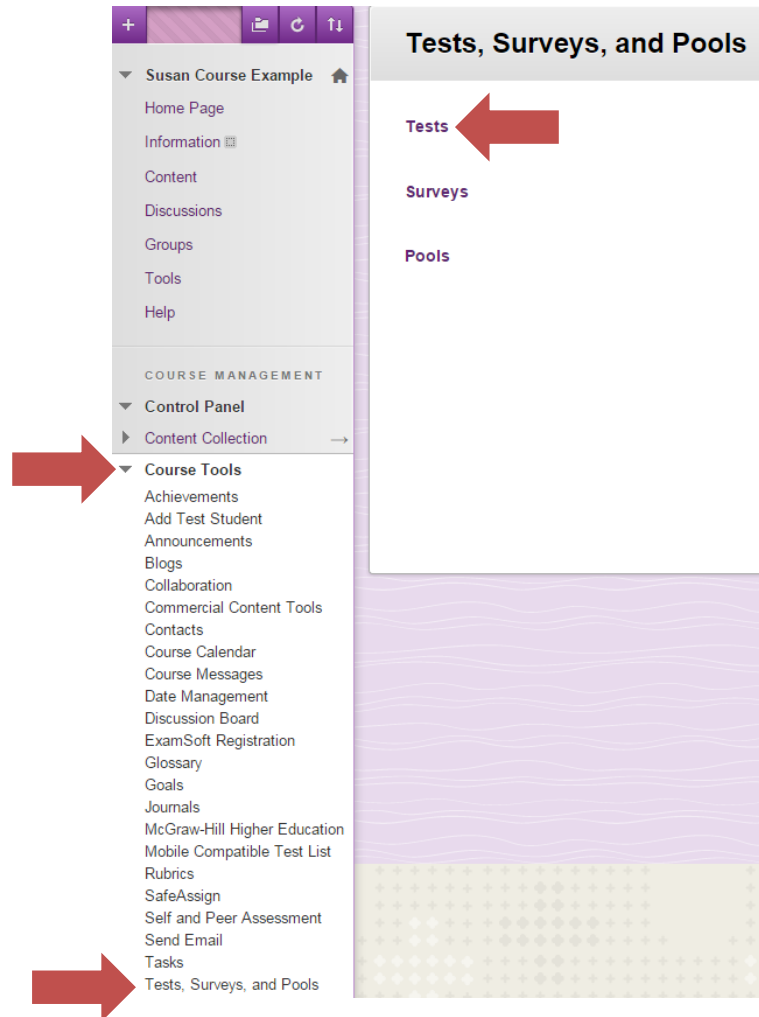 Susan Course Example
Home Page
Information
Content
Discussions
Groups
Tools
Help
COURSE MANAGEMENT
Control Panel
Content Collection
Course Tools
Achievements
Add Test Student
Announcements
Blogs
Collaboration
Commercial Content Tools
Contacts
Course Calendar
Course Messages
Date Management
Discussion Board
ExamSoft Registration
Glossary
Goals
Journals
McGraw-Hill Higher Education
Mobile Compatible Test List
Rubrics
SafeAssign
Self and Peer Assessment
Send Email
Tasks
Tests, Surveys, and Pools
Tests, Surveys, and Pools
Tests
Surveys
Pools